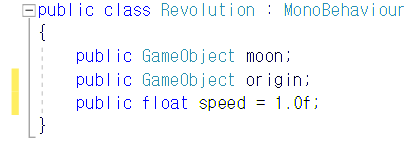 public class Revolution : MonoBehaviour
{
public GameObject moon;
public GameObject origin;
public float speed = 1.0f;
}